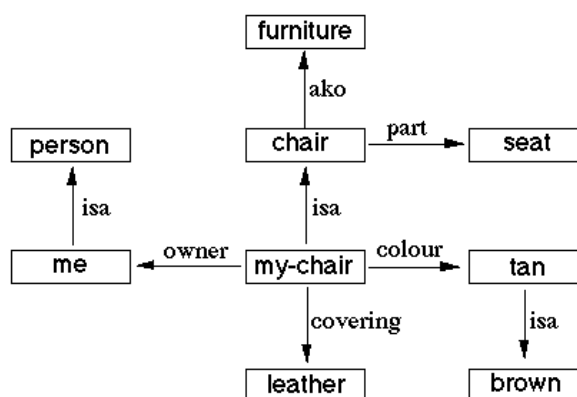 furniture
ako
person
chair
part
seat
isa
isa
me
owner
my-chair
colour
tan
covering
isa
leather
brown